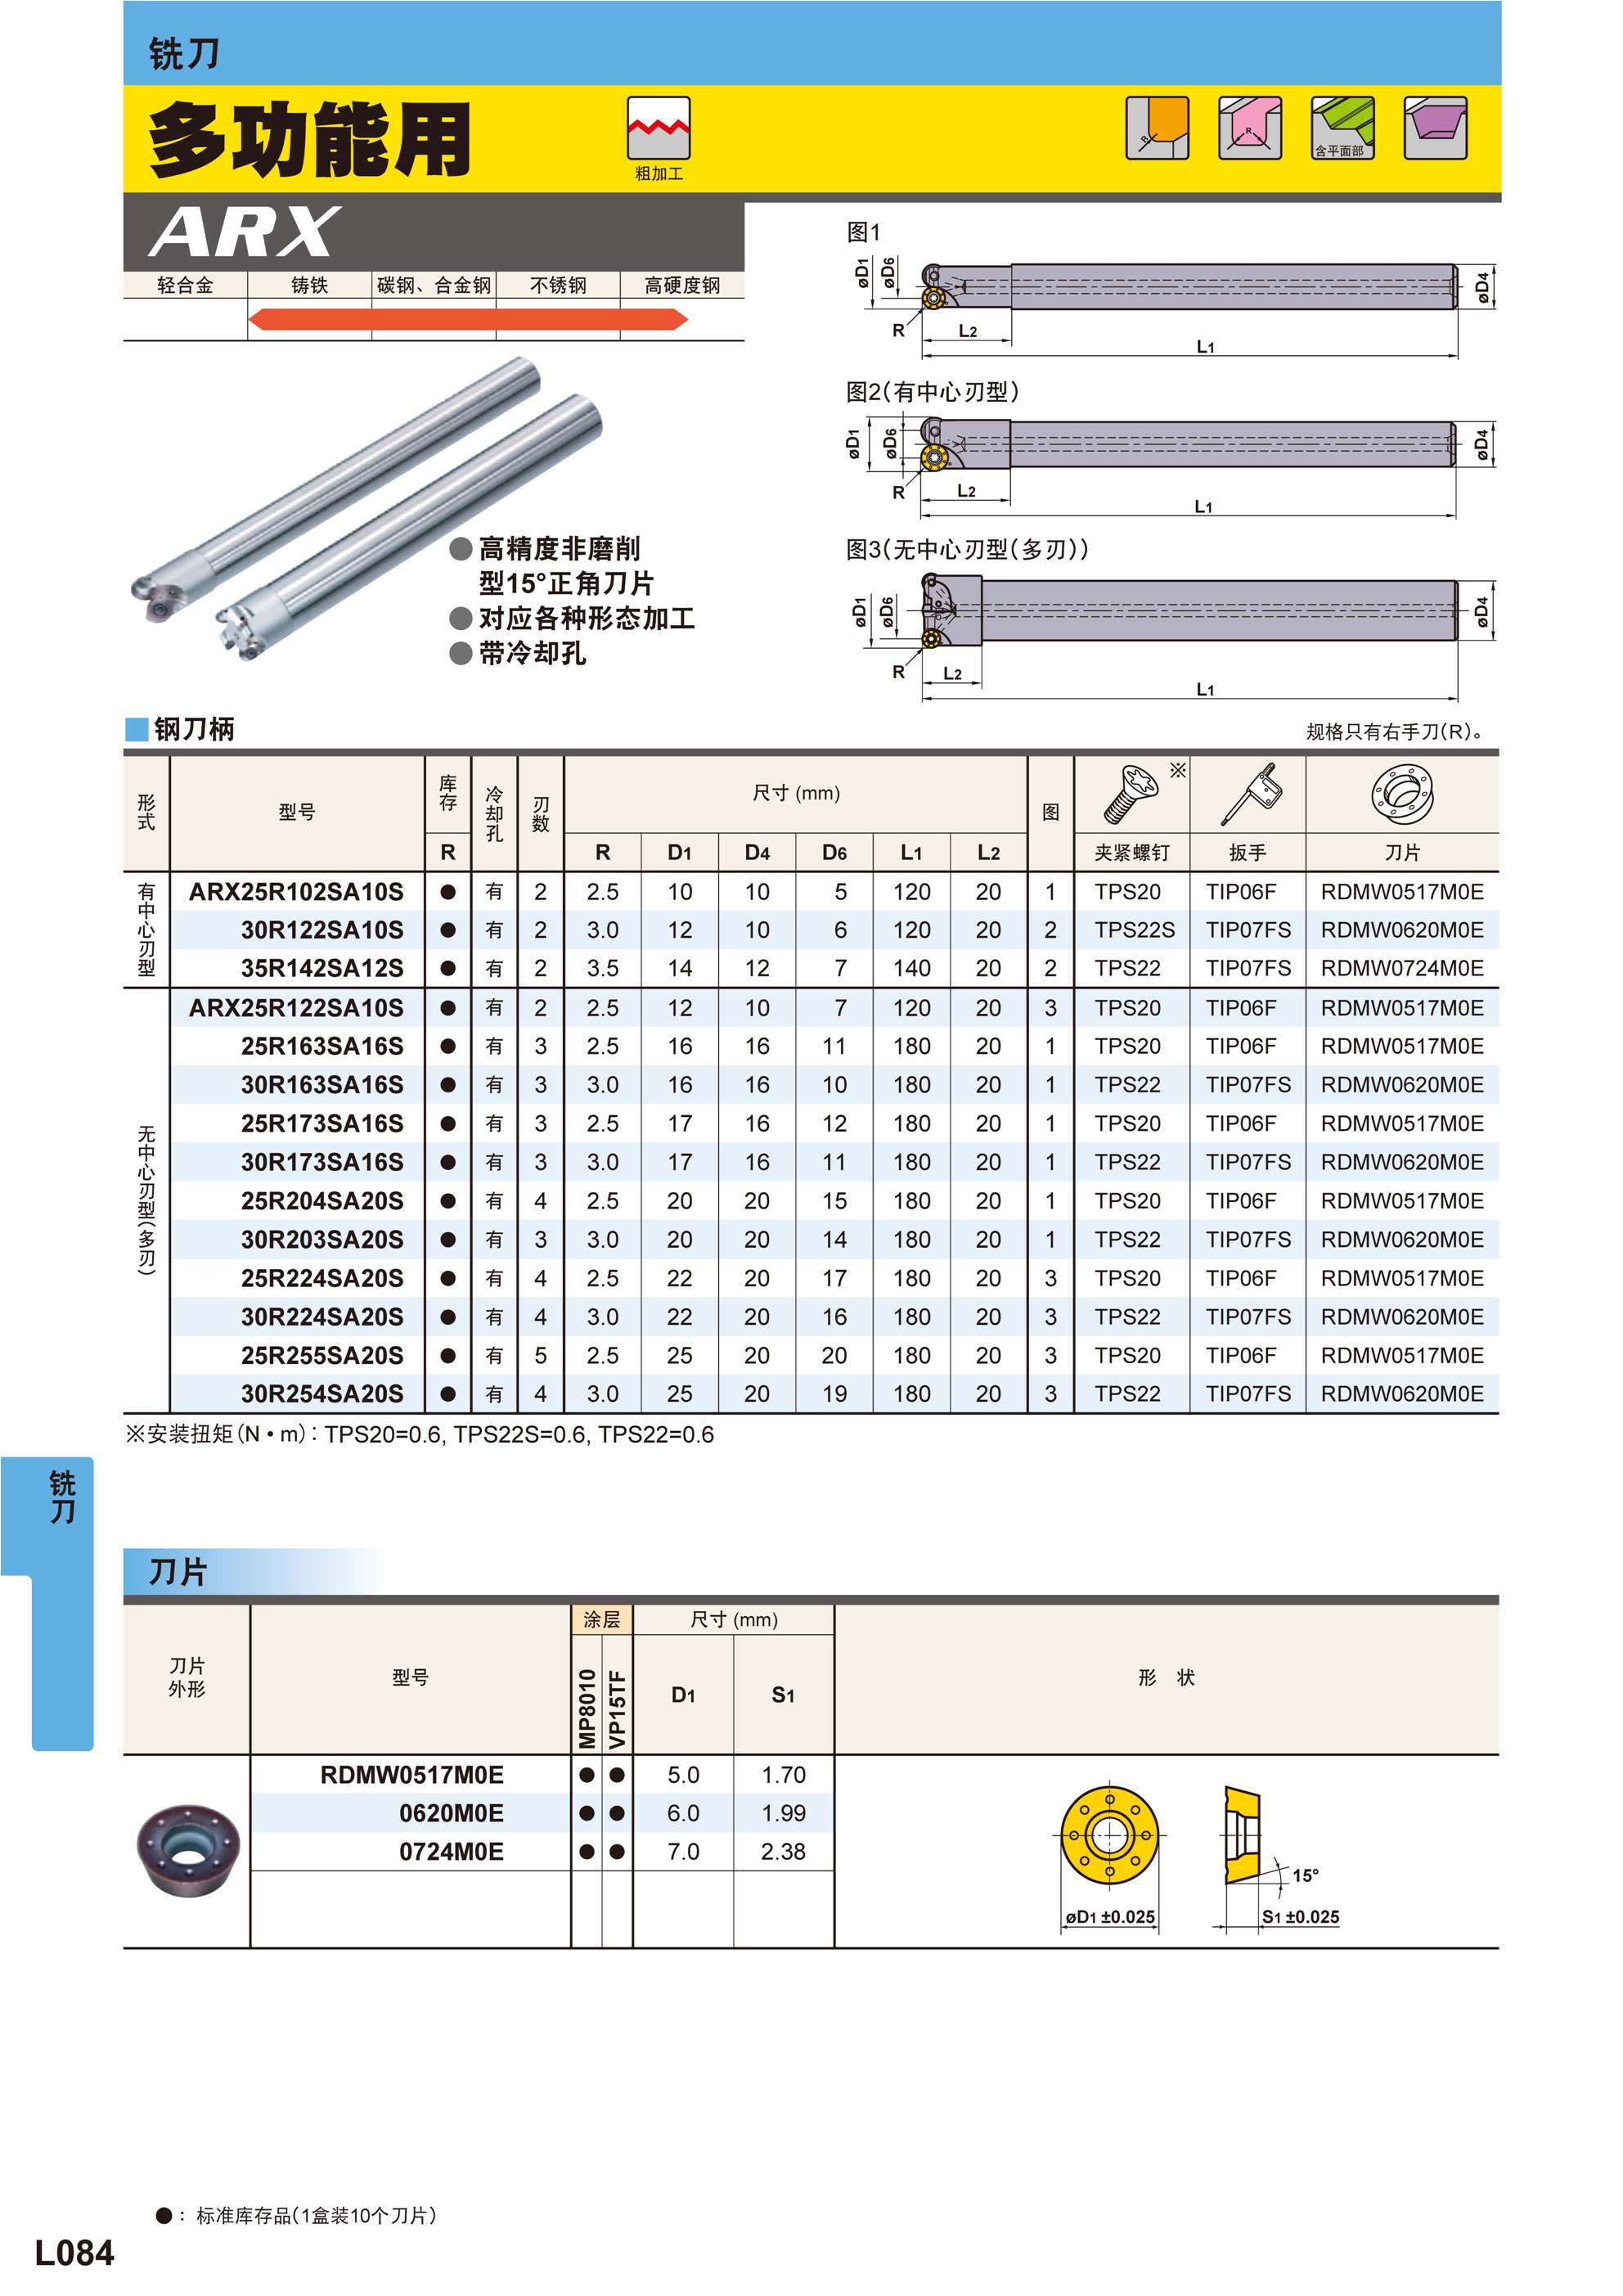 铣刀
多功能用
粗加工
R
R
含平面部
ARX
轻合金 铸铁 碳钢、合金钢 不锈钢 高硬度钢
图1
øD1 øD6 øD4
R L2
L1
图2(有中心刃型)
øD1 øD6 øD4
R L2
L1
● 高精度非磨削
型15°正角刀片
● 对应各种形态加工
● 带冷却孔
图3(无中心刃型(多刃))
øD1 øD6 øD4
R L2
L1
钢刀柄
规格只有右手刀(R)。
形式 型号 库存 冷却孔 刃数 尺寸 (mm) 图 ※
R R D1 D4 D6 L1 L2 夹紧螺钉 扳手 刀片
有中心刃型
ARX25R102SA10S ● 有 2 2.5 10 10 5 120 20 1 TPS20 TIP06F RDMW0517M0E
30R122SA10S ● 有 2 3.0 12 10 6 120 20 2 TPS22S TIP07FS RDMW0620M0E
35R142SA12S ● 有 2 3.5 14 12 7 140 20 2 TPS22 TIP07FS RDMW0724M0E
无中心刃型(多刃)
ARX25R122SA10S ● 有 2 2.5 12 10 7 120 20 3 TPS20 TIP06F RDMW0517M0E
25R163SA16S ● 有 3 2.5 16 16 11 180 20 1 TPS20 TIP06F RDMW0517M0E
30R163SA16S ● 有 3 3.0 16 16 10 180 20 1 TPS22 TIP07FS RDMW0620M0E
25R173SA16S ● 有 3 2.5 17 16 12 180 20 1 TPS20 TIP06F RDMW0517M0E
30R173SA16S ● 有 3 3.0 17 16 11 180 20 1 TPS22 TIP07FS RDMW0620M0E
25R204SA20S ● 有 4 2.5 20 20 15 180 20 1 TPS20 TIP06F RDMW0517M0E
30R203SA20S ● 有 3 3.0 20 20 14 180 20 1 TPS22 TIP07FS RDMW0620M0E
25R224SA20S ● 有 4 2.5 22 20 17 180 20 3 TPS20 TIP06F RDMW0517M0E
30R224SA20S ● 有 4 3.0 22 20 16 180 20 3 TPS22 TIP07FS RDMW0620M0E
25R255SA20S ● 有 5 2.5 25 20 20 180 20 3 TPS20 TIP06F RDMW0517M0E
30R254SA20S ● 有 4 3.0 25 20 19 180 20 3 TPS22 TIP07FS RDMW0620M0E
※安装扭矩(N・m): TPS20=0.6, TPS22S=0.6, TPS22=0.6
铣刀
刀片
刀片外形 型号 涂层 尺寸 (mm) 形 状
MP8010 VP15TF D1 S1
RDMW0517M0E ● ● 5.0 1.70
0620M0E ● ● 6.0 1.99
0724M0E ● ● 7.0 2.38
15°
øD1 ±0.025 S1 ±0.025
●: 标准库存品(1盒装10个刀片)
L084